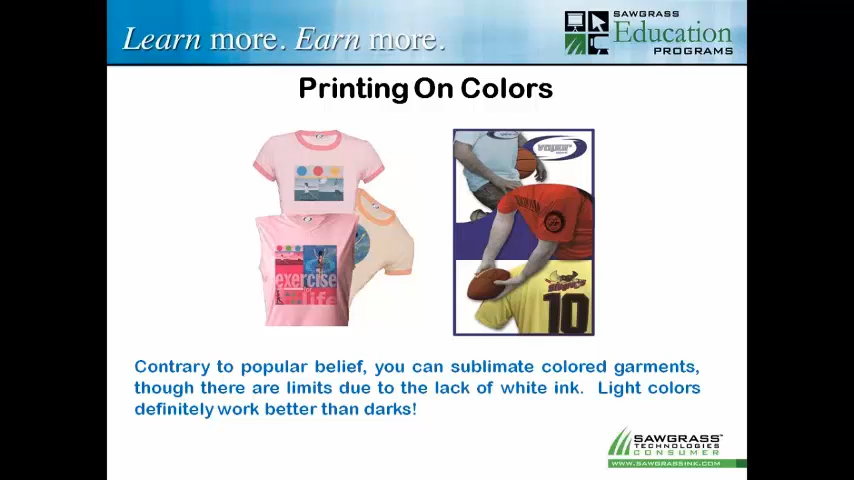 Learn more. Earn more.
SAWGRASS
Education
PROGRAMS
Printing On Colors
exercise
for
life
10
Contrary to popular belief, you can sublimate colored garments,
though there are limits due to the lack of white ink. Light colors
definitely work better than darks!
SAWGRASS
TECHNOLOGIES
CONSUMER
WWW.SAWGRASSINK.COM